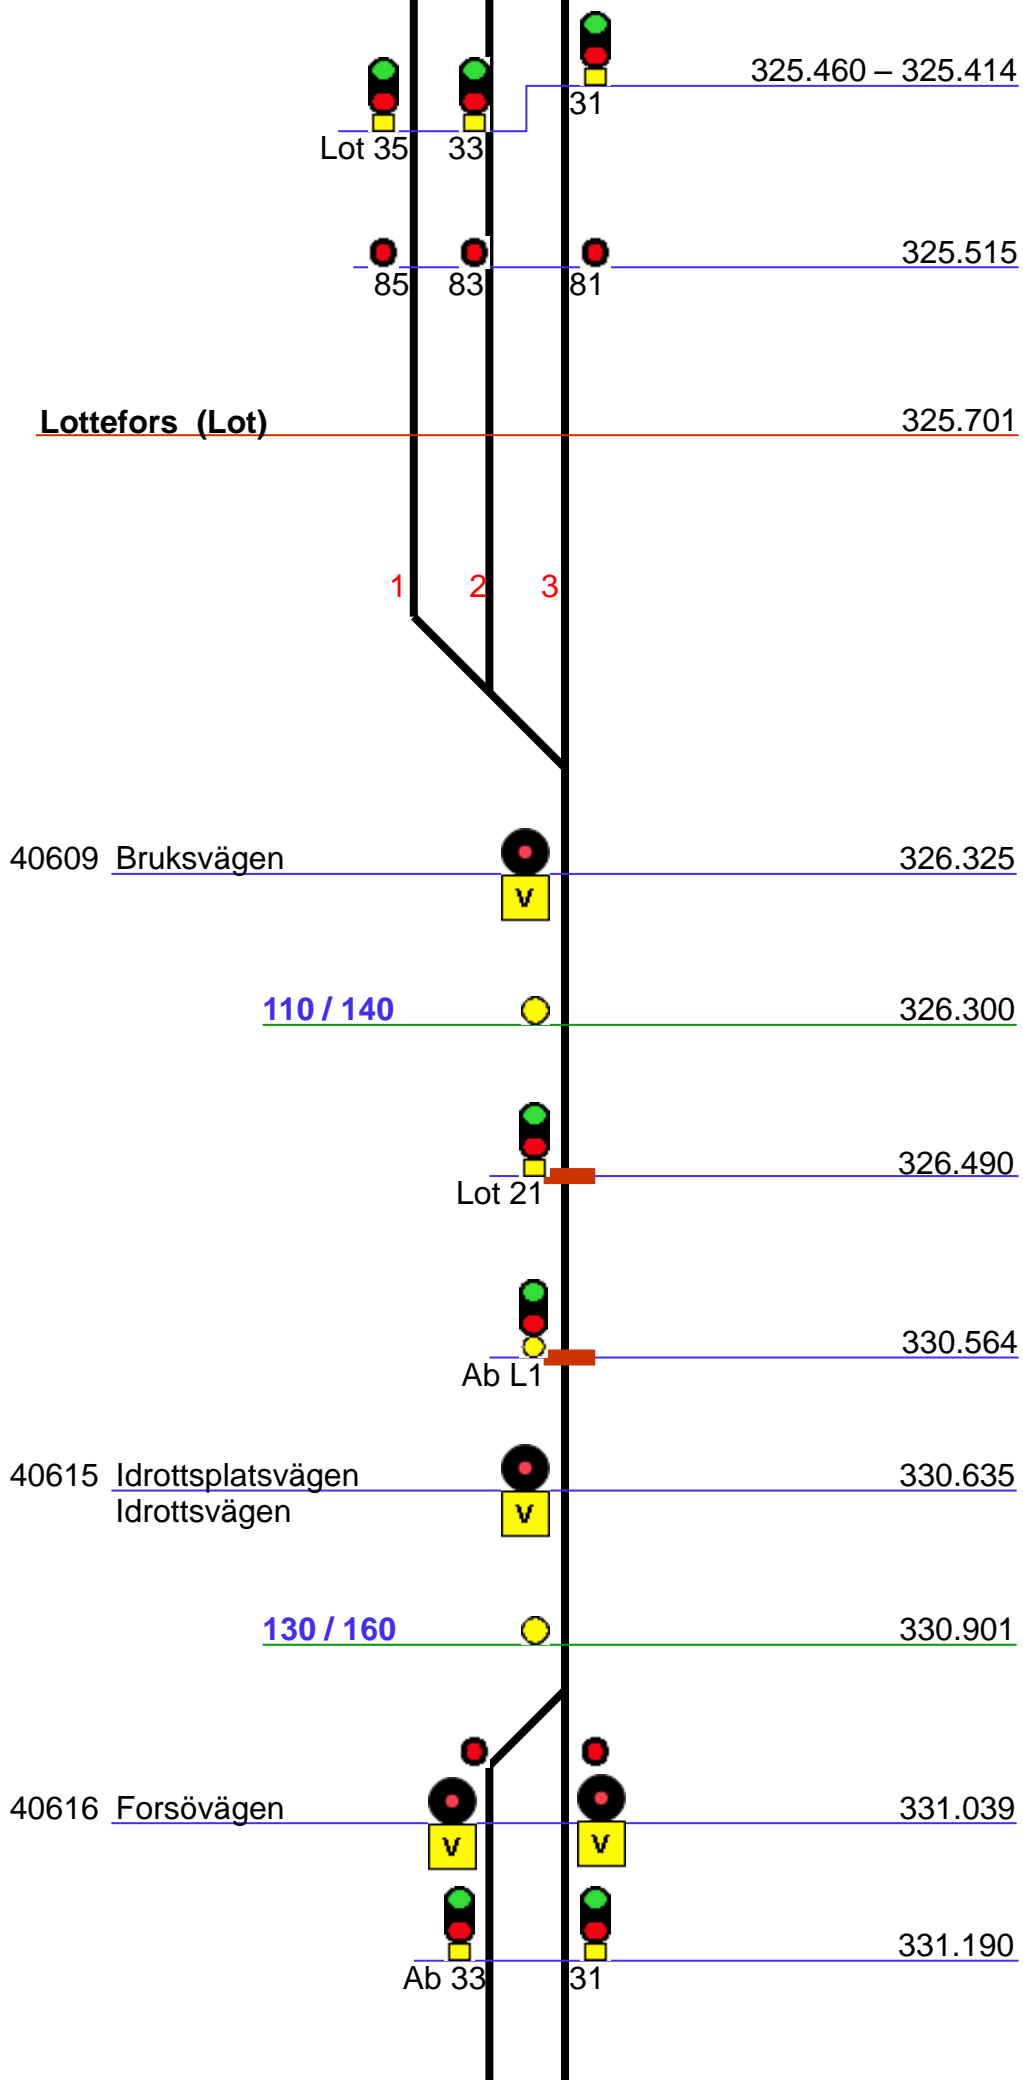 325.460 – 325.414
31
Lot 35 33
325.515
85 83 81
Lottefors (Lot) 325.701
1 2 3
40609 Bruksvägen 326.325
V
110 / 140 326.300
326.490
Lot 21
330.564
Ab L1
40615 Idrottsplatsvägen 330.635
Idrottsvägen V
130 / 160 330.901
40616 Forsövägen 331.039
V V
331.190
Ab 33 31